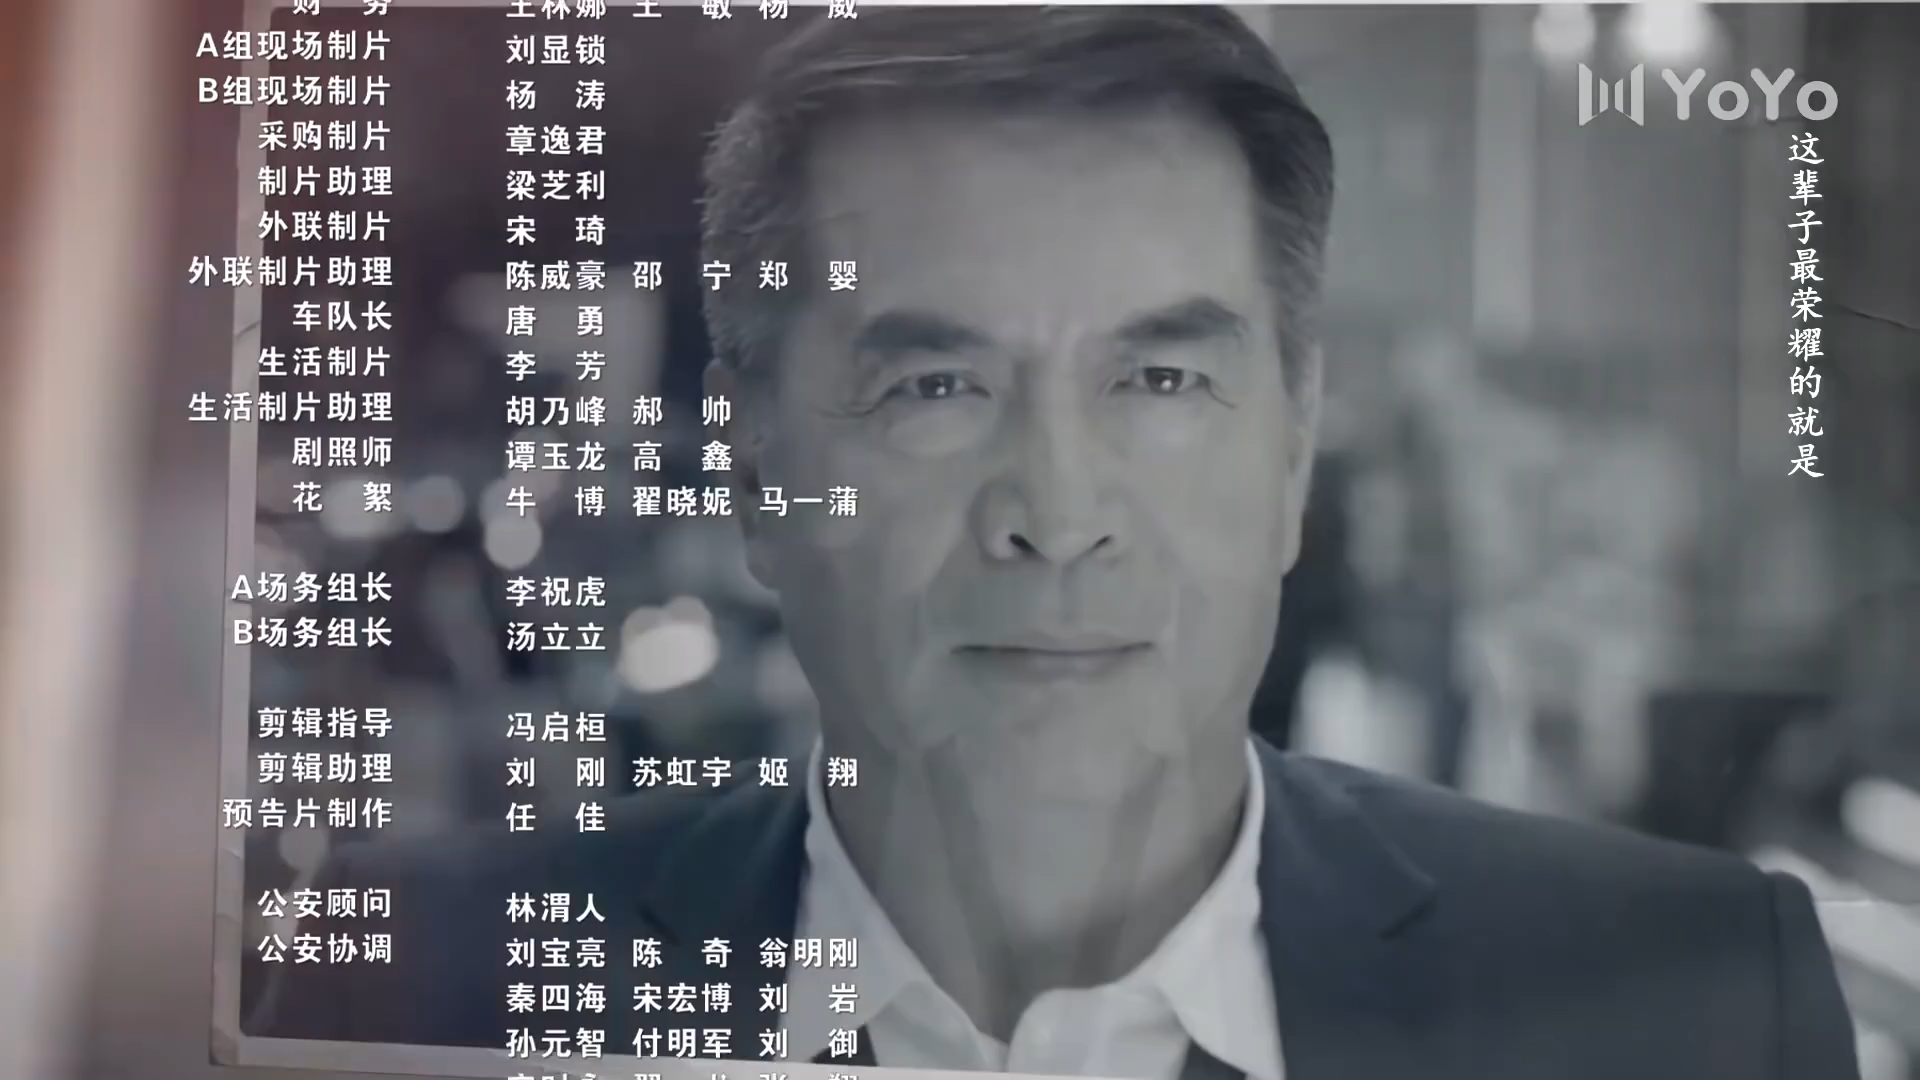 财 务 王林娜 王 敏 杨 威
A组现场制片 刘显锁
B组现场制片 杨 涛
采购制片 章逸君
制片助理 梁芝利
外联制片 宋 琦
外联制片助理 陈威豪 邵 宁 郑 婴
车队长 唐 勇
生活制片 李 芳
生活制片助理 胡乃峰 郝 帅
剧照师 谭玉龙 高 鑫
花 絮 牛 博 翟晓妮 马一蒲
A场务组长 李祝虎
B场务组长 汤立立
剪辑指导 冯启桓
剪辑助理 刘 刚 苏虹宇 姬 翔
预告片制作 任 佳
公安顾问 林渭人
公安协调 刘宝亮 陈 奇 翁明刚
秦四海 宋宏博 刘 岩
孙元智 付明军 刘 御
YoYo
这辈子最荣耀的就是